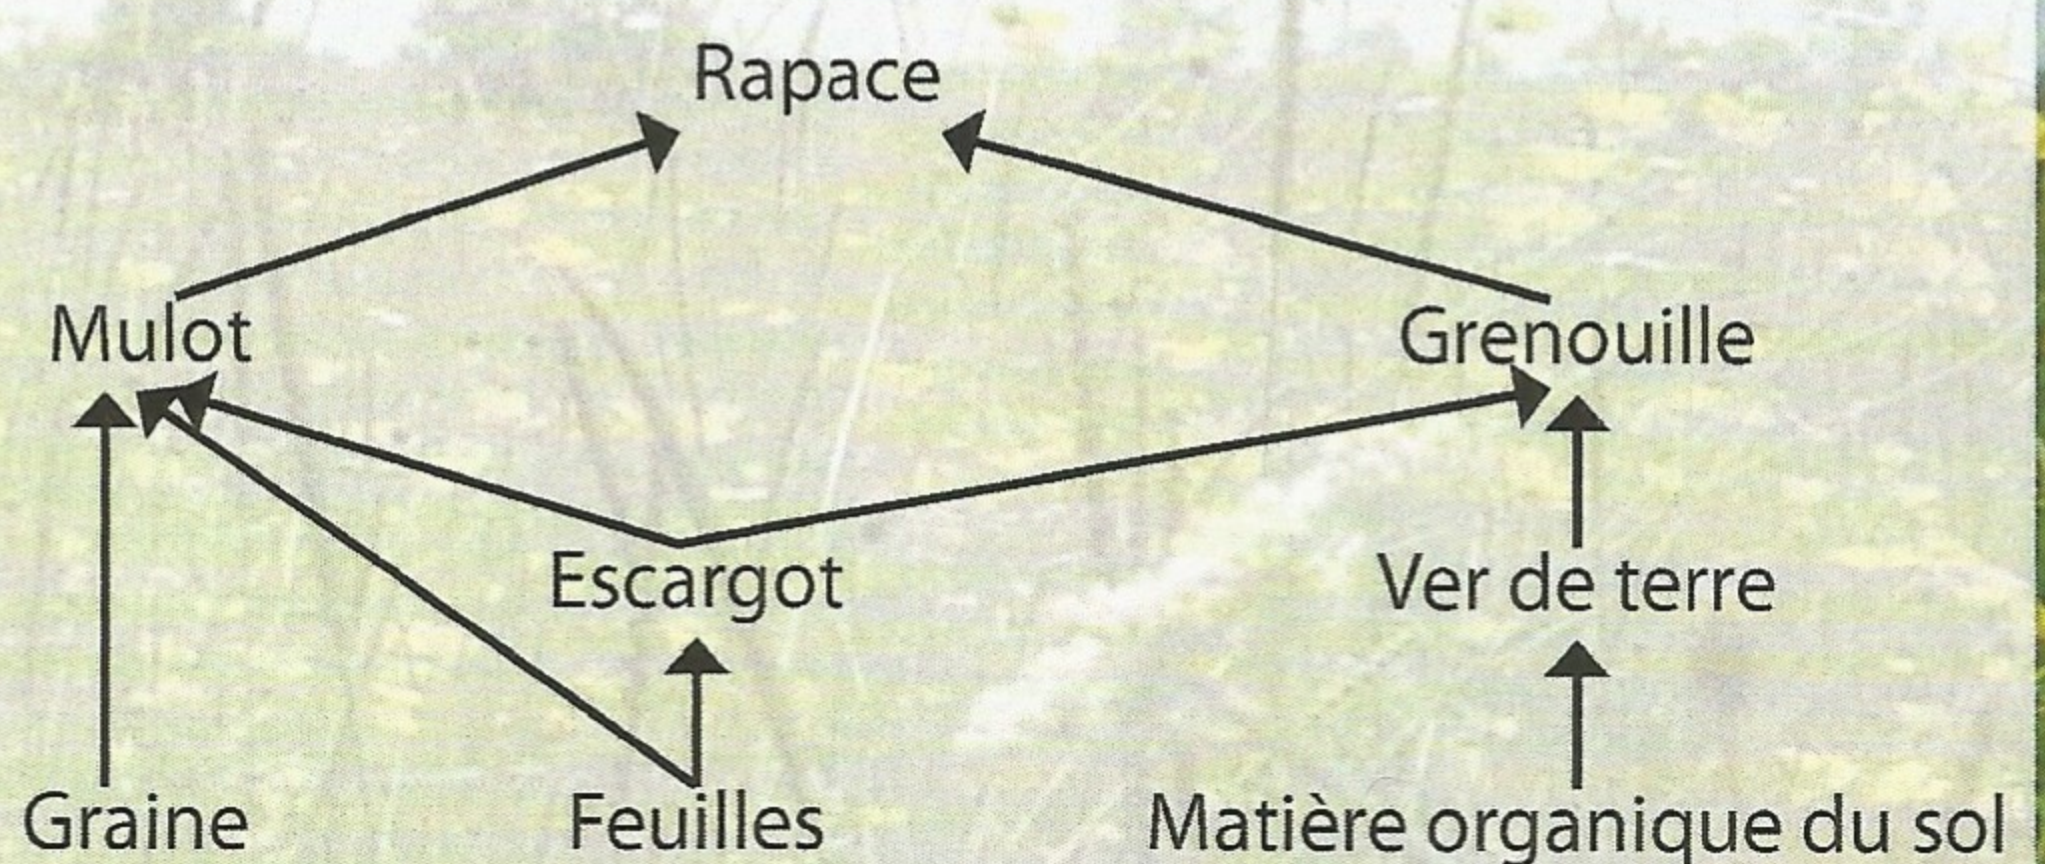 Rapace
Mulot
Grenouille
Escargot
Ver de terre
Graine
Feuilles
Matière organique du sol